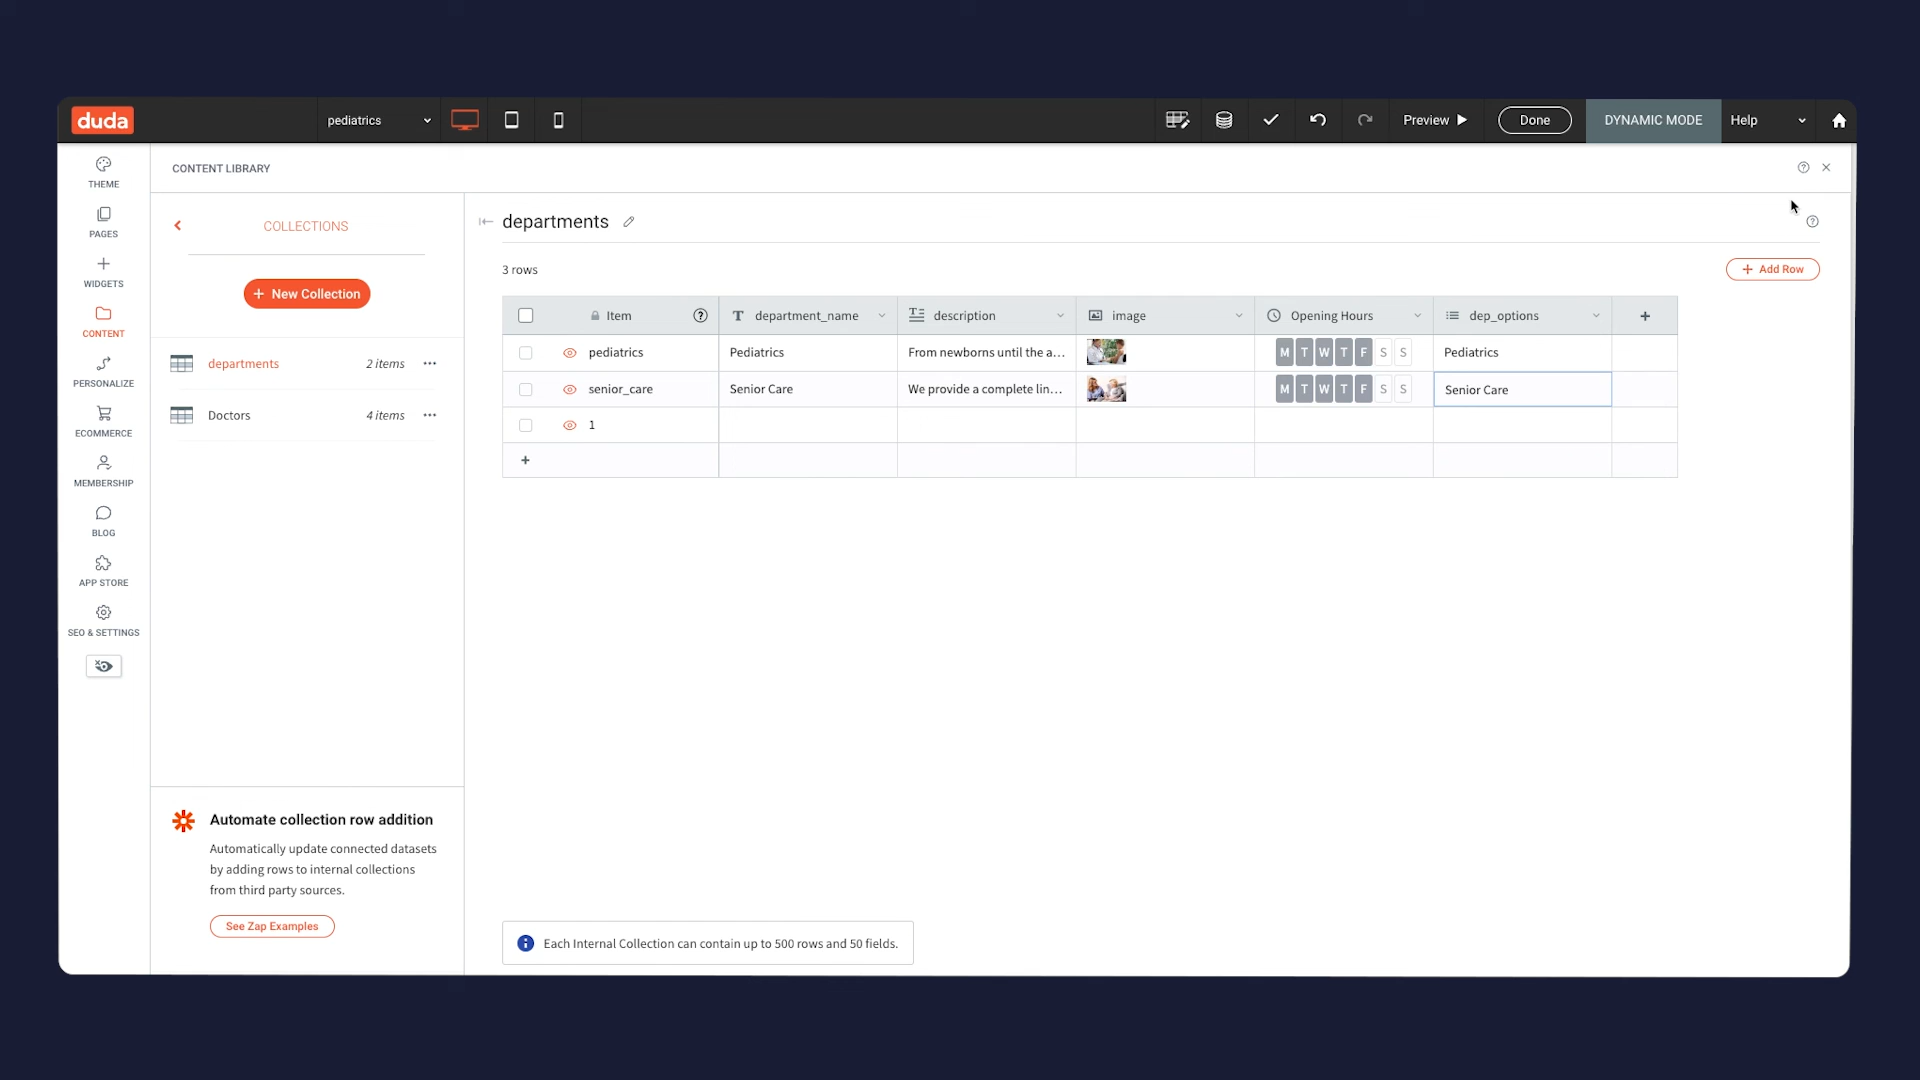 duda
pediatrics
Preview
Done
DYNAMIC MODE
Help
THEME
PAGES
WIDGETS
CONTENT
PERSONALIZE
ECOMMERCE
MEMBERSHIP
BLOG
APP STORE
SEO & SETTINGS
CONTENT LIBRARY
COLLECTIONS
+ New Collection
departments 2 items ...
Doctors 4 items ...
Automate collection row addition
Automatically update connected datasets
by adding rows to internal collections
from third party sources.
See Zap Examples
departments
3 rows
+ Add Row
Item department_name description image Opening Hours dep_options +
pediatrics Pediatrics From newborns until the a... M T W T F S S Pediatrics
senior_care Senior Care We provide a complete lin... M T W T F S S Senior Care
1
+
Each Internal Collection can contain up to 500 rows and 50 fields.